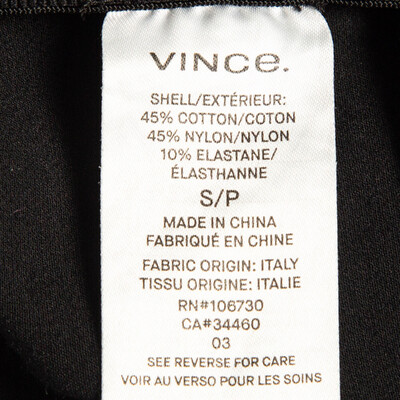 VINCE.
SHELL/EXTÉRIEUR:
45% COTTON/COTON
45% NYLON/NYLON
10% ELASTANE/
ÉLASTHANNE
S/P
MADE IN CHINA
FABRIQUÉ EN CHINE
FABRIC ORIGIN: ITALY
TISSU ORIGINE: ITALIE
RN#106730
CA#34460
03
SEE REVERSE FOR CARE
VOIR AU VERSO POUR LES SOINS